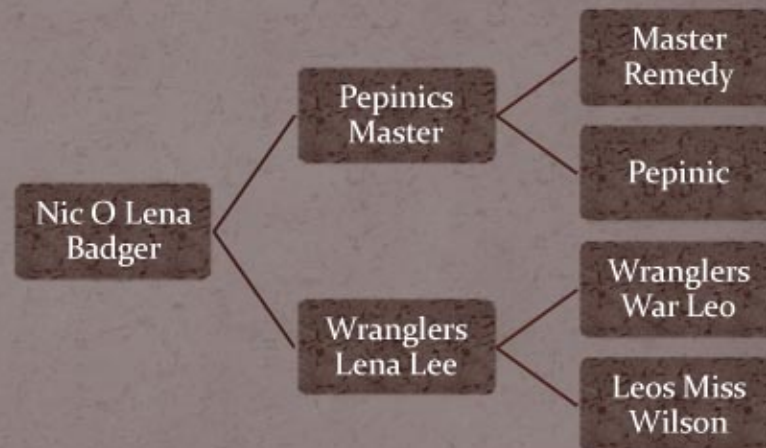 Nic O Lena
Badger
Pepinics
Master
Wranglers
Lena Lee
Master
Remedy
Pepinic
Wranglers
War Leo
Leos Miss
Wilson